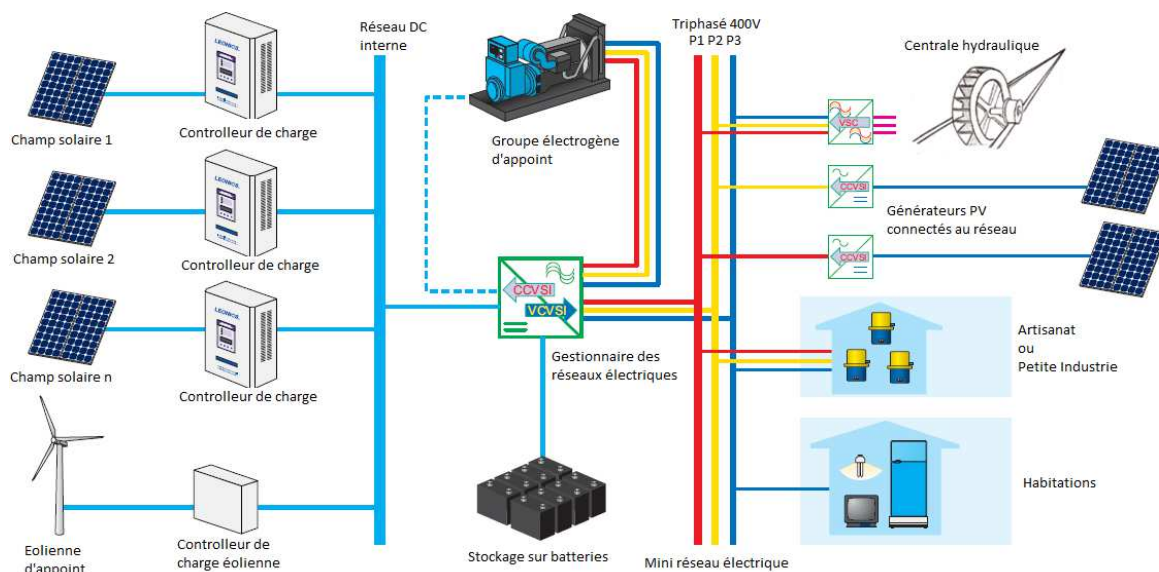 Réseau DC
interne
Triphasé 400V
P1 P2 P3
Centrale hydraulique
LEONICS
Champ solaire 1
Controlleur de charge
Groupe électrogène
d'appoint
VSC
CCVSI
Générateurs PV
connectés au réseau
LEONICS
Champ solaire 2
Controlleur de charge
CCVSI
CCVSI
VCVSI
LEONICS
Champ solaire n
Controlleur de charge
Gestionnaire des
réseaux électriques
Artisanat
ou
Petite Industrie
Habitations
Eolienne
d'appoint
Controlleur de
charge éolienne
Stockage sur batteries
Mini réseau électrique